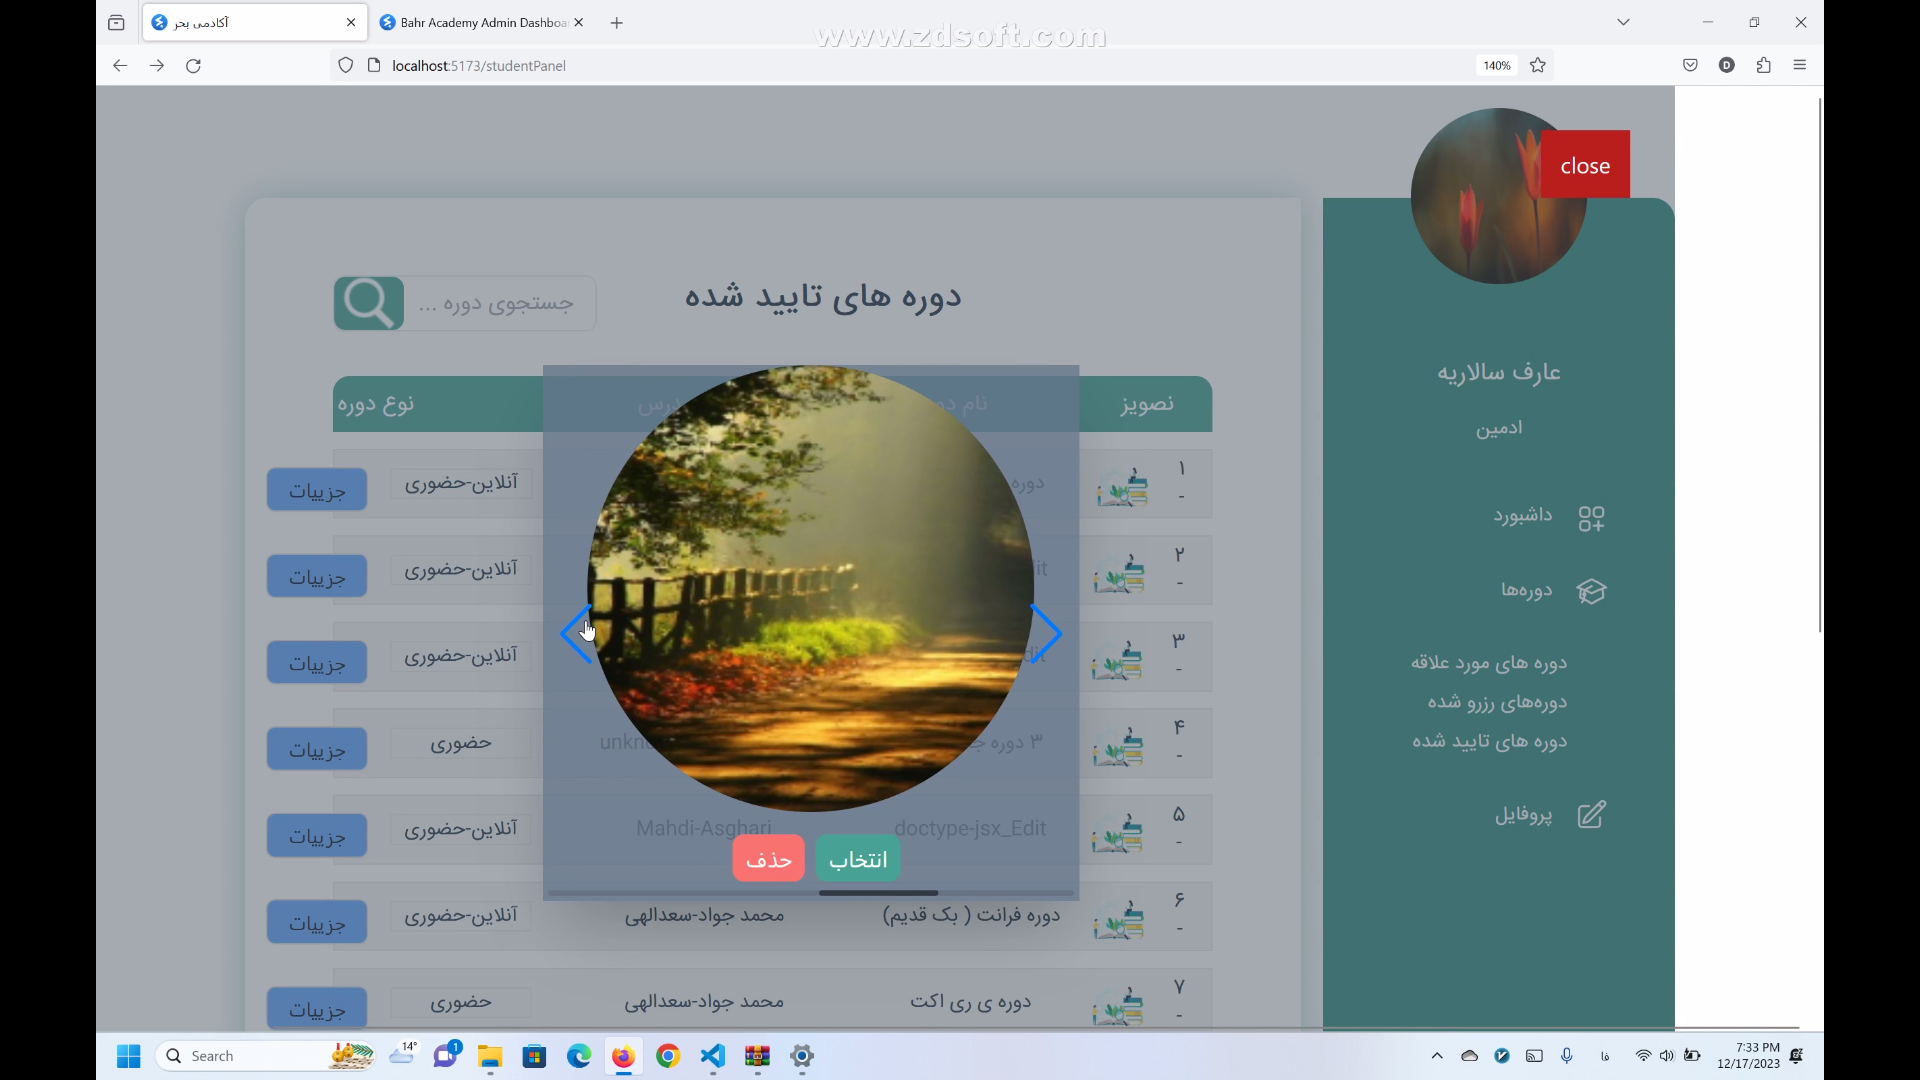 آکادمی بحر
Bahr Academy Admin Dashboa
www.zdsoft.com
localhost:5173/studentPanel
140%
D
close
دوره های تایید شده
جستجوی دوره ...
تصویز
نام دو
درس
نوع دوره
۱
-
دوره
آنلاین-حضوری
جزییات
۲
-
آنلاین-حضوری
جزییات
۳
-
آنلاین-حضوری
جزییات
۴
-
۳ دوره
حضوری
جزییات
۵
-
doctype-jsx_Edit
Mahdi-Asghari
آنلاین-حضوری
جزییات
انتخاب
حذف
۶
-
دوره فرانت ( بک قدیم)
محمد جواد-سعدالهی
آنلاین-حضوری
جزییات
۷
-
دوره ی ری اکت
محمد جواد-سعدالهی
حضوری
جزییات
عارف سالاریه
ادمین
داشبورد
دوره‌ها
دوره های مورد علاقه
دوره‌های رزرو شده
دوره های تایید شده
پروفایل
Search
14°
1
فا
7:33 PM
12/17/2023